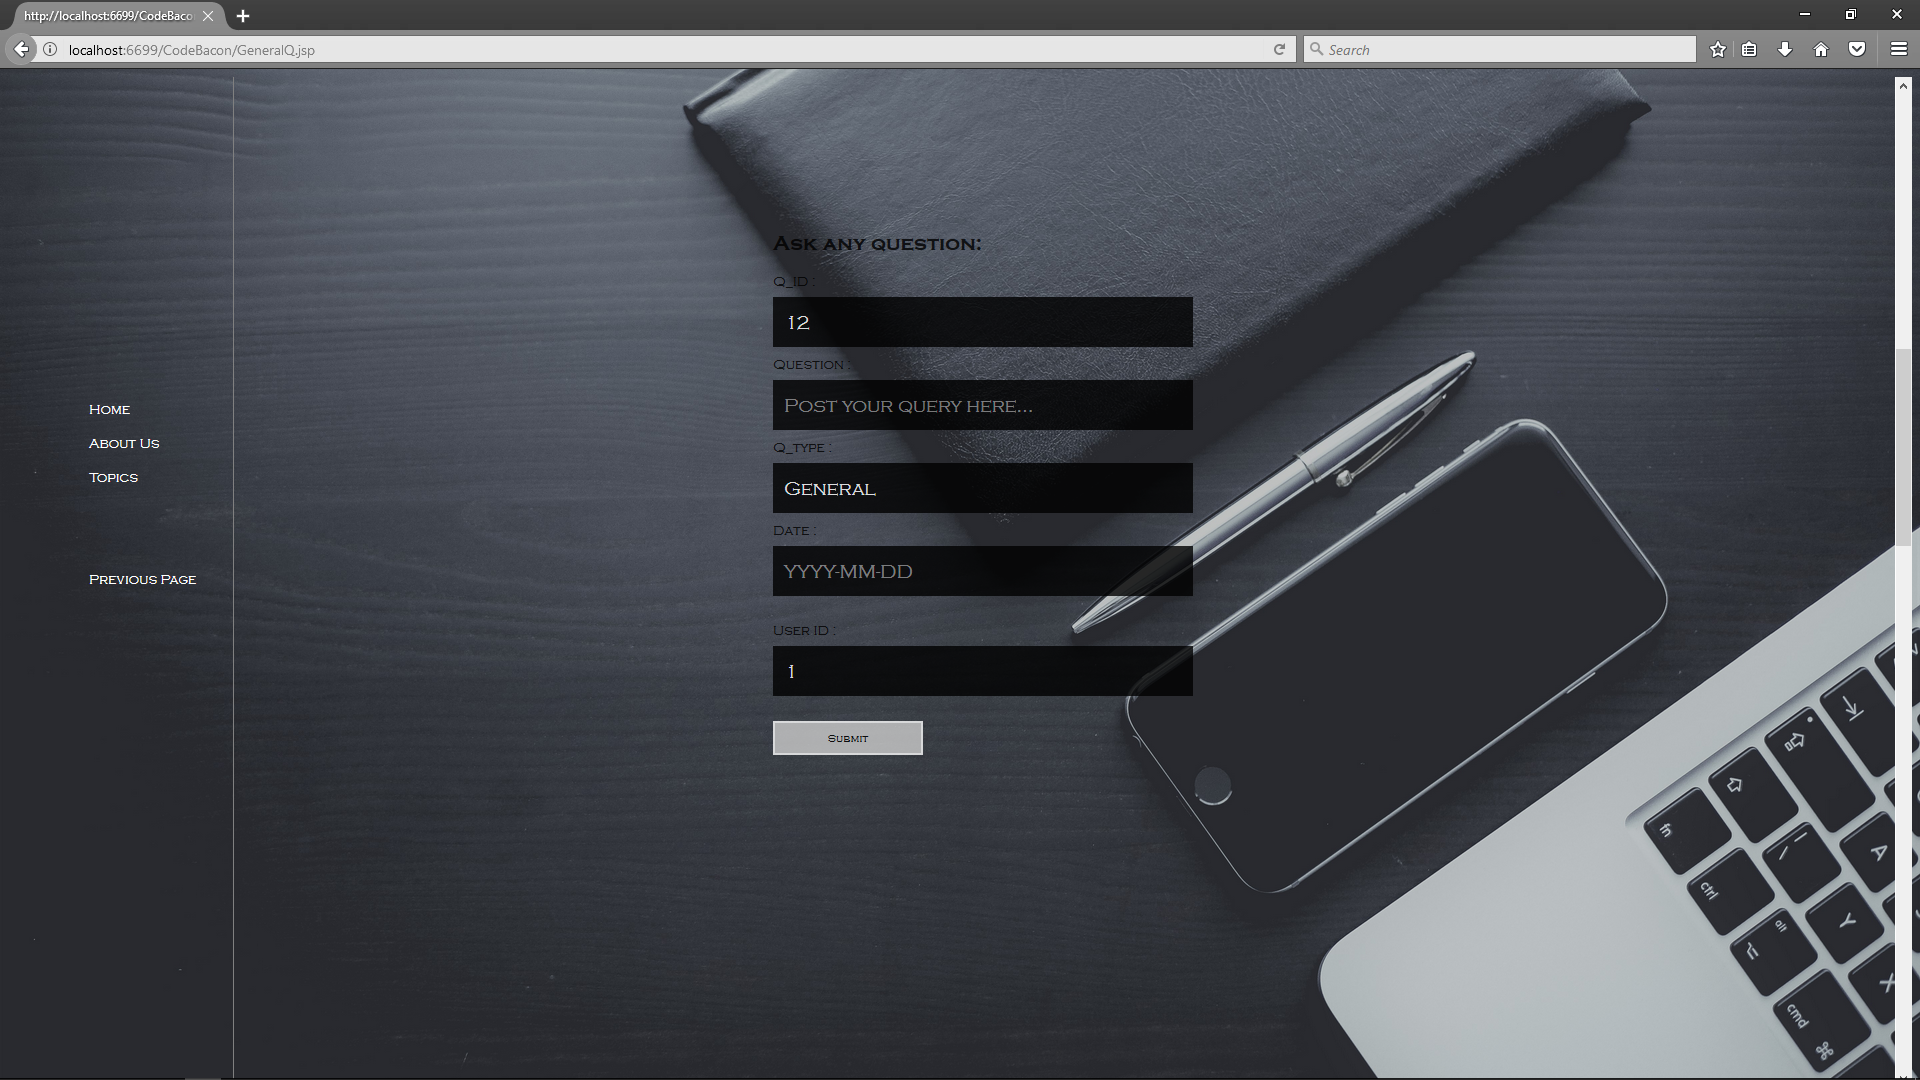 http://localhost:6699/CodeBaco
localhost:6699/CodeBacon/GeneralQ.jsp
Search
Home
About Us
Topics
Previous Page
Ask any question:
Q_ID :
12
Question :
Post your query here...
Q_type :
General
Date :
YYYY-MM-DD
User ID :
1
Submit
fn
ctrl
alt
cmd
A
Y
X